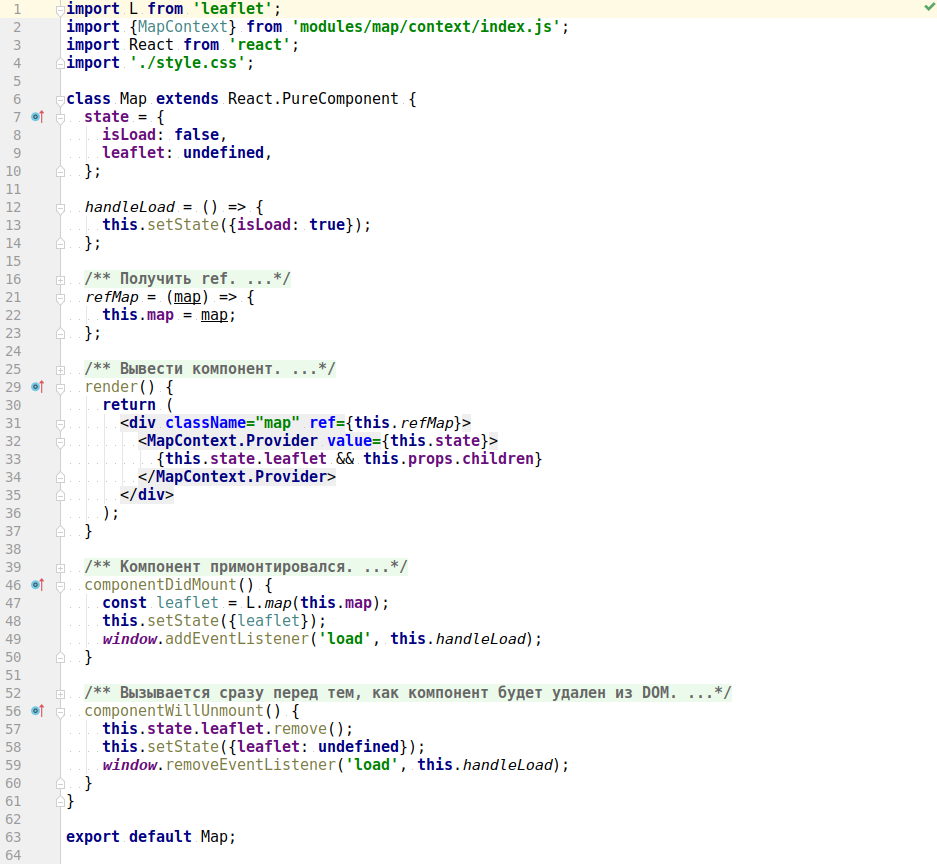 1 import L from 'leaflet';
2 import {MapContext} from 'modules/map/context/index.js';
3 import React from 'react';
4 import './style.css';
5
6 class Map extends React.PureComponent {
7 state = {
8 isLoad: false,
9 leaflet: undefined,
10 };
11
12 handleLoad = () => {
13 this.setState({isLoad: true});
14 };
15
16 /** Получить ref. ...*/
21 refMap = (map) => {
22 this.map = map;
23 };
24
25 /** Вывести компонент. ...*/
29 render() {
30 return (
31 <div className="map" ref={this.refMap}>
32 <MapContext.Provider value={this.state}>
33 {this.state.leaflet && this.props.children}
34 </MapContext.Provider>
35 </div>
36 );
37 }
38
39 /** Компонент примонтировался. ...*/
46 componentDidMount() {
47 const leaflet = L.map(this.map);
48 this.setState({leaflet});
49 window.addEventListener('load', this.handleLoad);
50 }
51
52 /** Вызывается сразу перед тем, как компонент будет удален из DOM. ...*/
56 componentWillUnmount() {
57 this.state.leaflet.remove();
58 this.setState({leaflet: undefined});
59 window.removeEventListener('load', this.handleLoad);
60 }
61 }
62
63 export default Map;
64